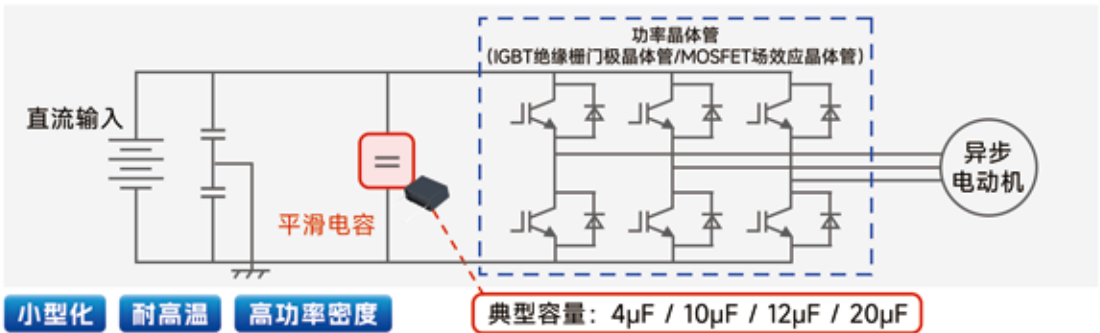 功率晶体管
(IGBT绝缘栅门极晶体管/MOSFET场效应晶体管)
直流输入
异步
电动机
平滑电容
小型化
耐高温
高功率密度
典型容量：4μF / 10μF / 12μF / 20μF